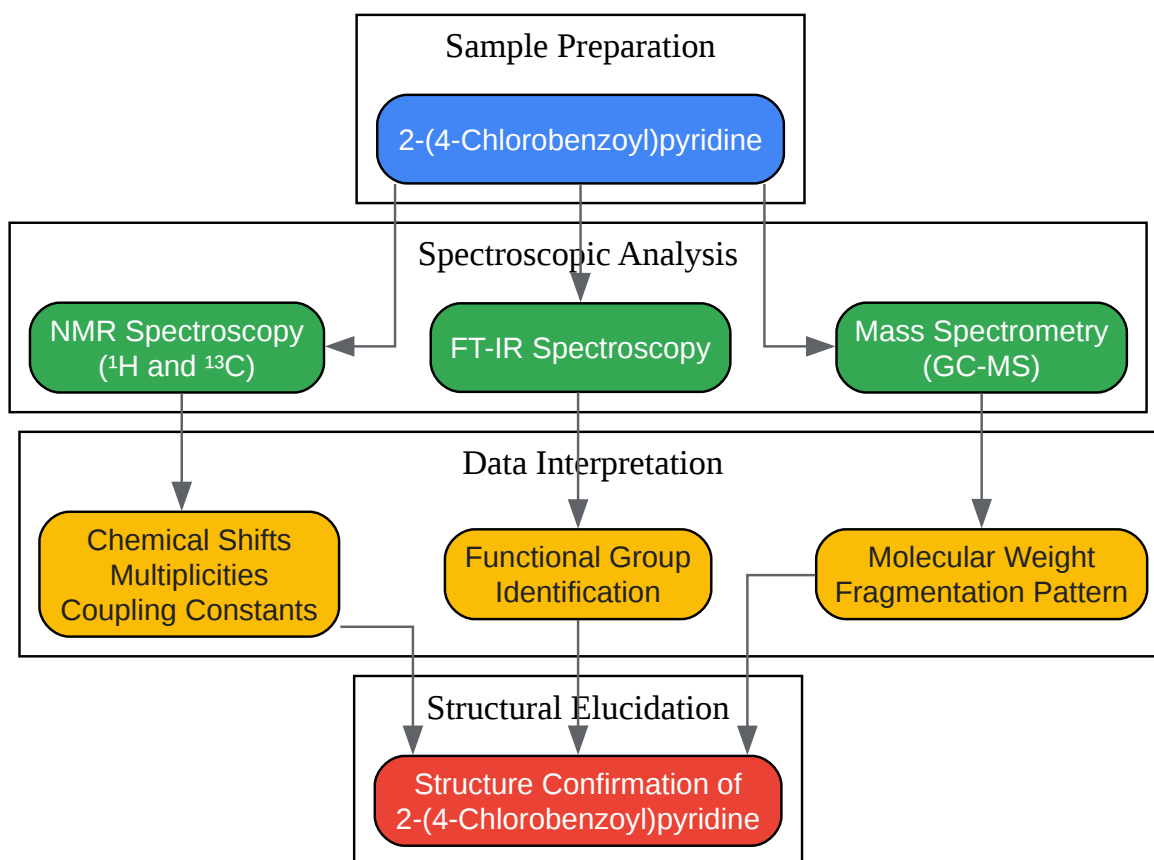 Sample Preparation
2-(4-Chlorobenzoyl)pyridine
Spectroscopic Analysis
NMR Spectroscopy
(¹H and ¹³C)
FT-IR Spectroscopy
Mass Spectrometry
(GC-MS)
Data Interpretation
Chemical Shifts
Multiplicities
Coupling Constants
Functional Group
Identification
Molecular Weight
Fragmentation Pattern
Structural Elucidation
Structure Confirmation of
2-(4-Chlorobenzoyl)pyridine